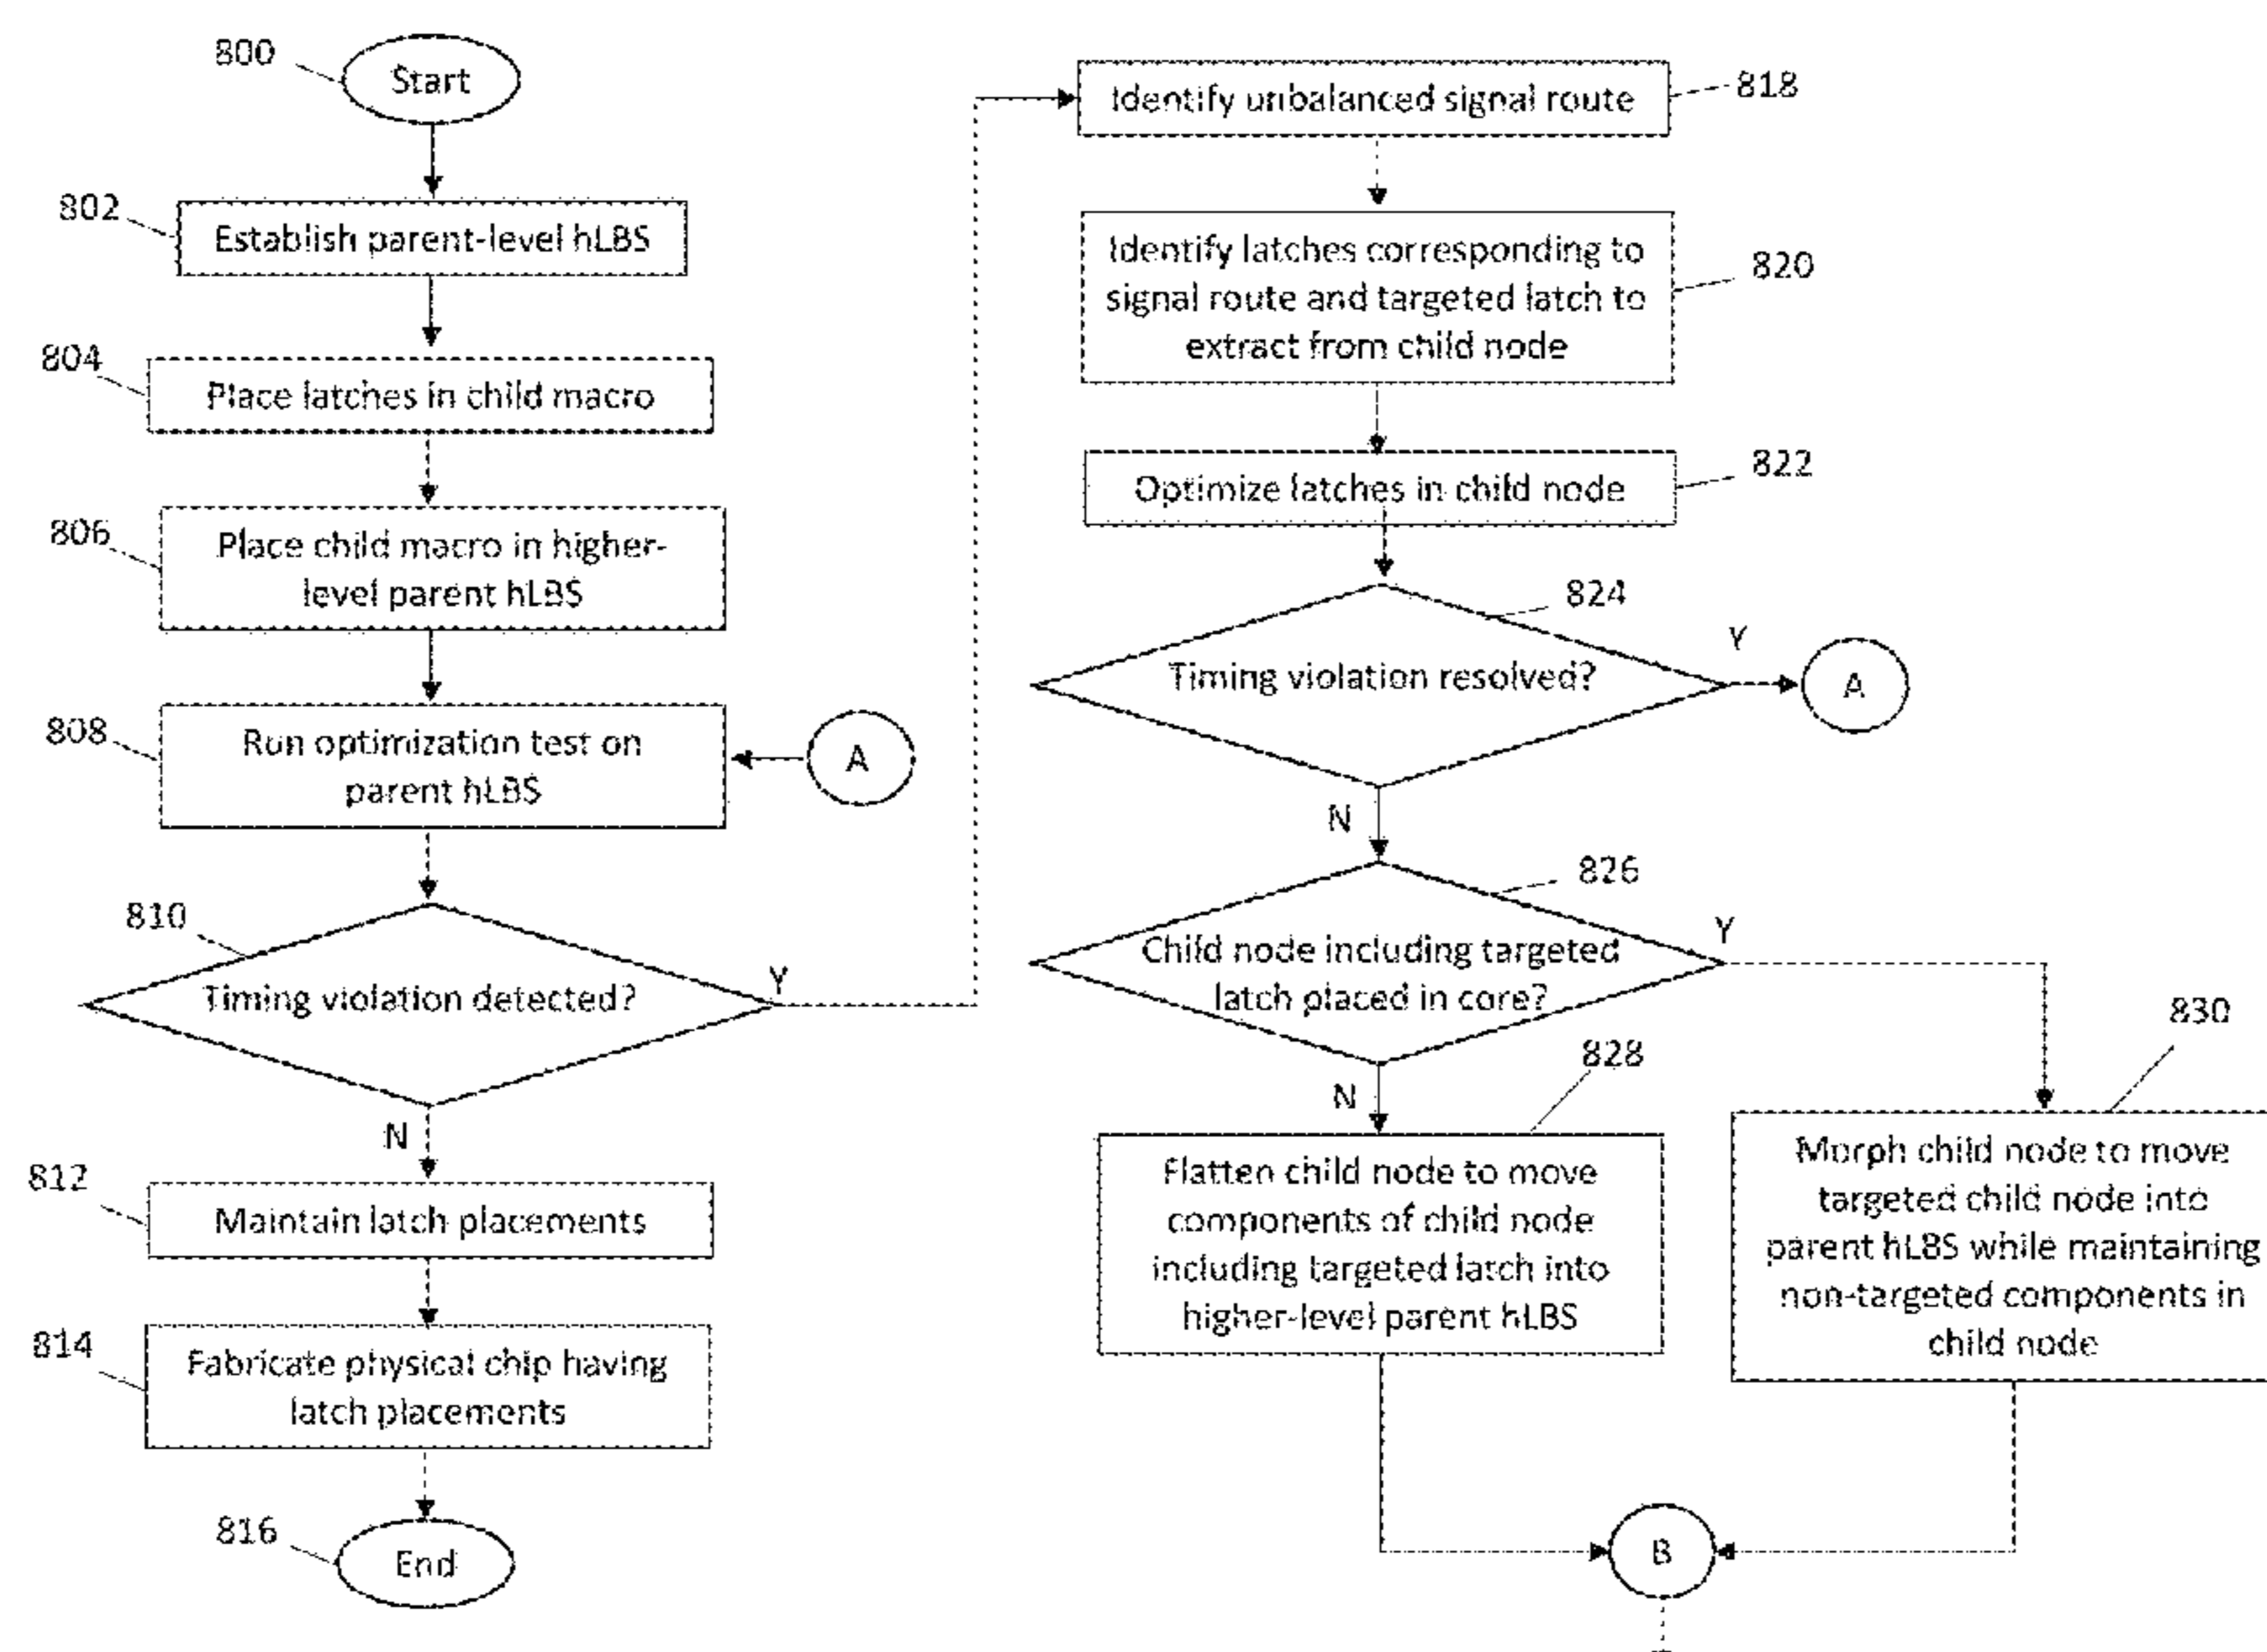 800
Start
802
Establish parent-level hLBS
804
Place latches in child macro
806
Place child macro in higher-
level parent hLBS
808
Run optimization test on
parent hLBS
A
810
Timing violation detected?
Y
N
812
Maintain latch placements
814
Fabricate physical chip having
latch placements
816
End
Identify unbalanced signal route
818
Identify latches corresponding to
signal route and targeted latch to
extract from child node
820
Optimize latches in child node
822
824
Timing violation resolved?
Y
A
N
826
Child node including targeted
latch placed in core?
Y
N
828
Flatten child node to move
components of child node
including targeted latch into
higher-level parent hLBS
830
Morph child node to move
targeted child node into
parent hLBS while maintaining
non-targeted components in
child node
B